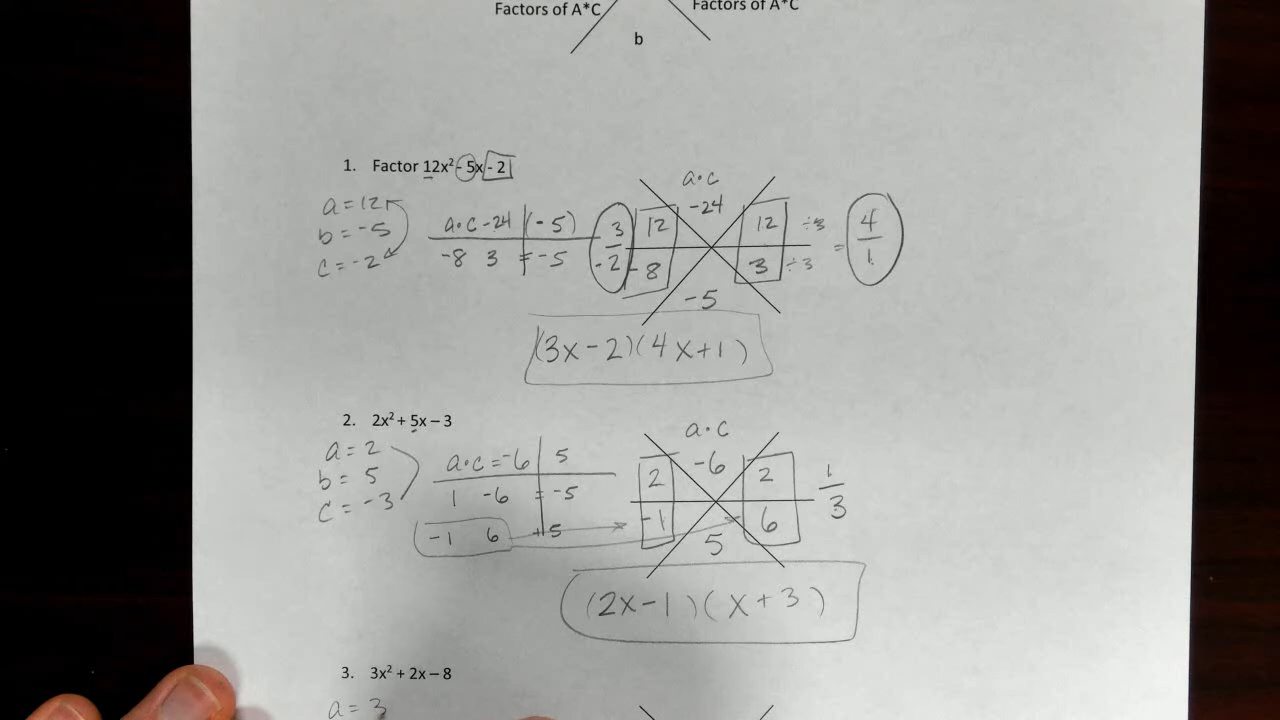 Factors of A*C Factors of A*C
b
1. Factor 12x² - 5x - 2
a = 12
b = -5
c = -2
a·c -24 (-5)
-8 3 = -5
3/-2
12
-8
a·c
-24
-5
12 ÷3
3 ÷3
= 4/1
(3x - 2)(4x + 1)
2. 2x² + 5x – 3
a = 2
b = 5
c = -3
a·c = -6 5
1 -6 = -5
-1 6 +5
a·c
-6
2
-1
2
6
5
1/3
(2x - 1)(x + 3)
3. 3x² + 2x – 8
a = 3